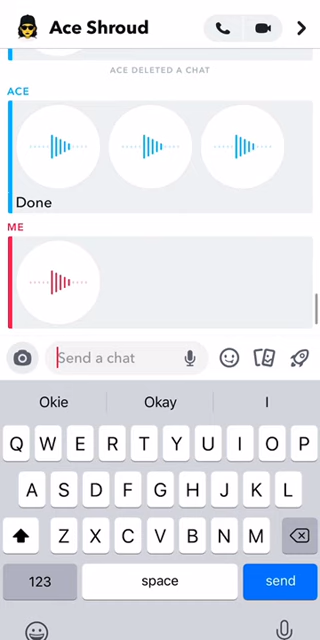 Ace Shroud
ACE DELETED A CHAT
ACE
Done
ME
Send a chat
Okie Okay I
Q W E R T Y U I O P
A S D F G H J K L
Z X C V B N M
123 space send